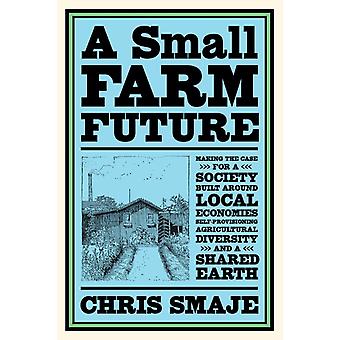 A Small
FARM
FUTURE
MAKING THE CASE
>>> FOR A <<<
SOCIETY
BUILT AROUND
LOCAL
ECONOMIES
SELF-PROVISIONING
AGRICULTURAL
DIVERSITY
>>> AND A <<<
SHARED
EARTH
CHRIS SMAJE